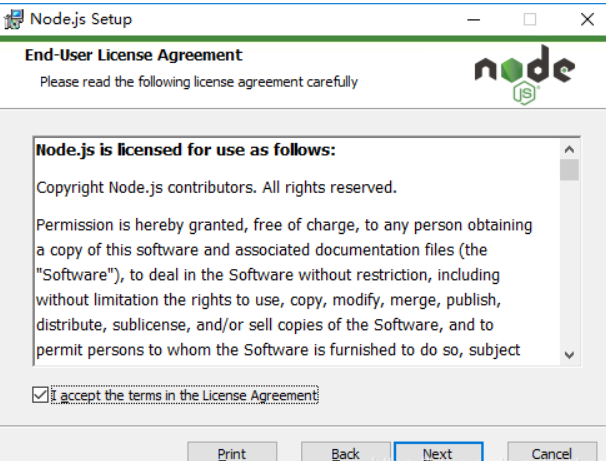 Node.js Setup
End-User License Agreement
Please read the following license agreement carefully
node
JS
Node.js is licensed for use as follows:
Copyright Node.js contributors. All rights reserved.
Permission is hereby granted, free of charge, to any person obtaining
a copy of this software and associated documentation files (the
"Software"), to deal in the Software without restriction, including
without limitation the rights to use, copy, modify, merge, publish,
distribute, sublicense, and/or sell copies of the Software, and to
permit persons to whom the Software is furnished to do so, subject
I accept the terms in the License Agreement
Print Back Next Cancel